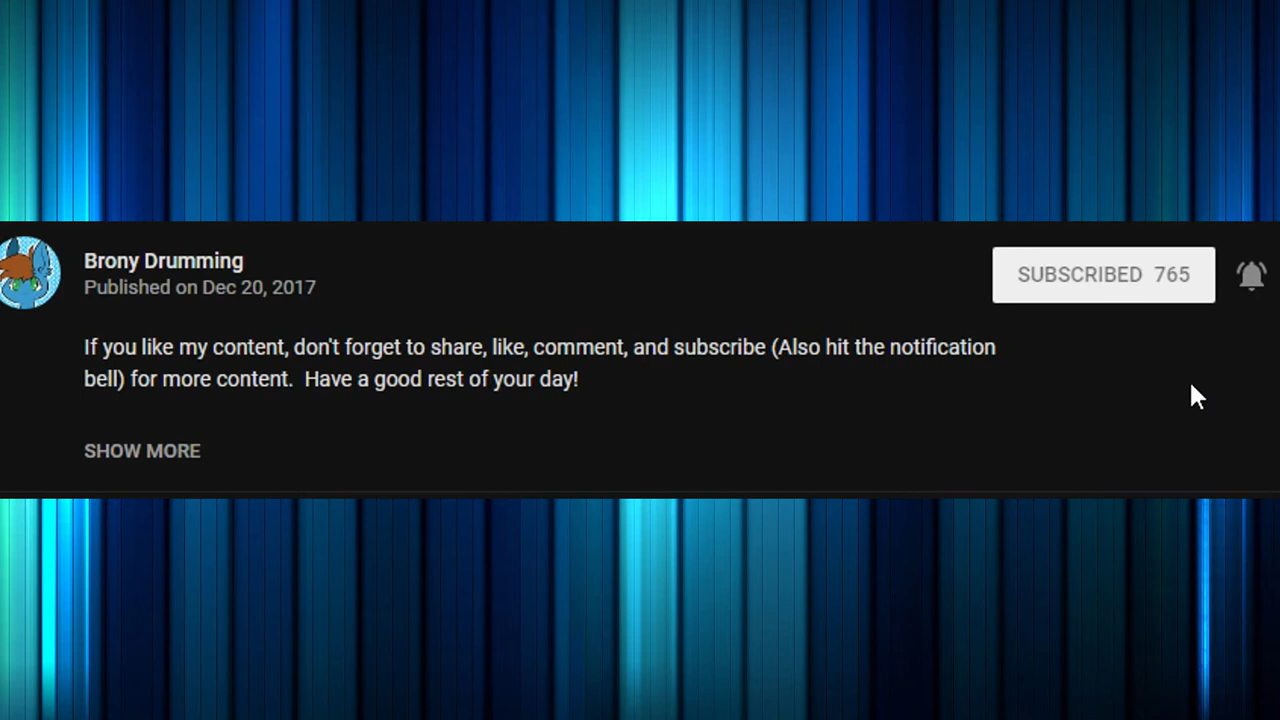 Brony Drumming
Published on Dec 20, 2017
SUBSCRIBED 765
If you like my content, don't forget to share, like, comment, and subscribe (Also hit the notification
bell) for more content.  Have a good rest of your day!
SHOW MORE